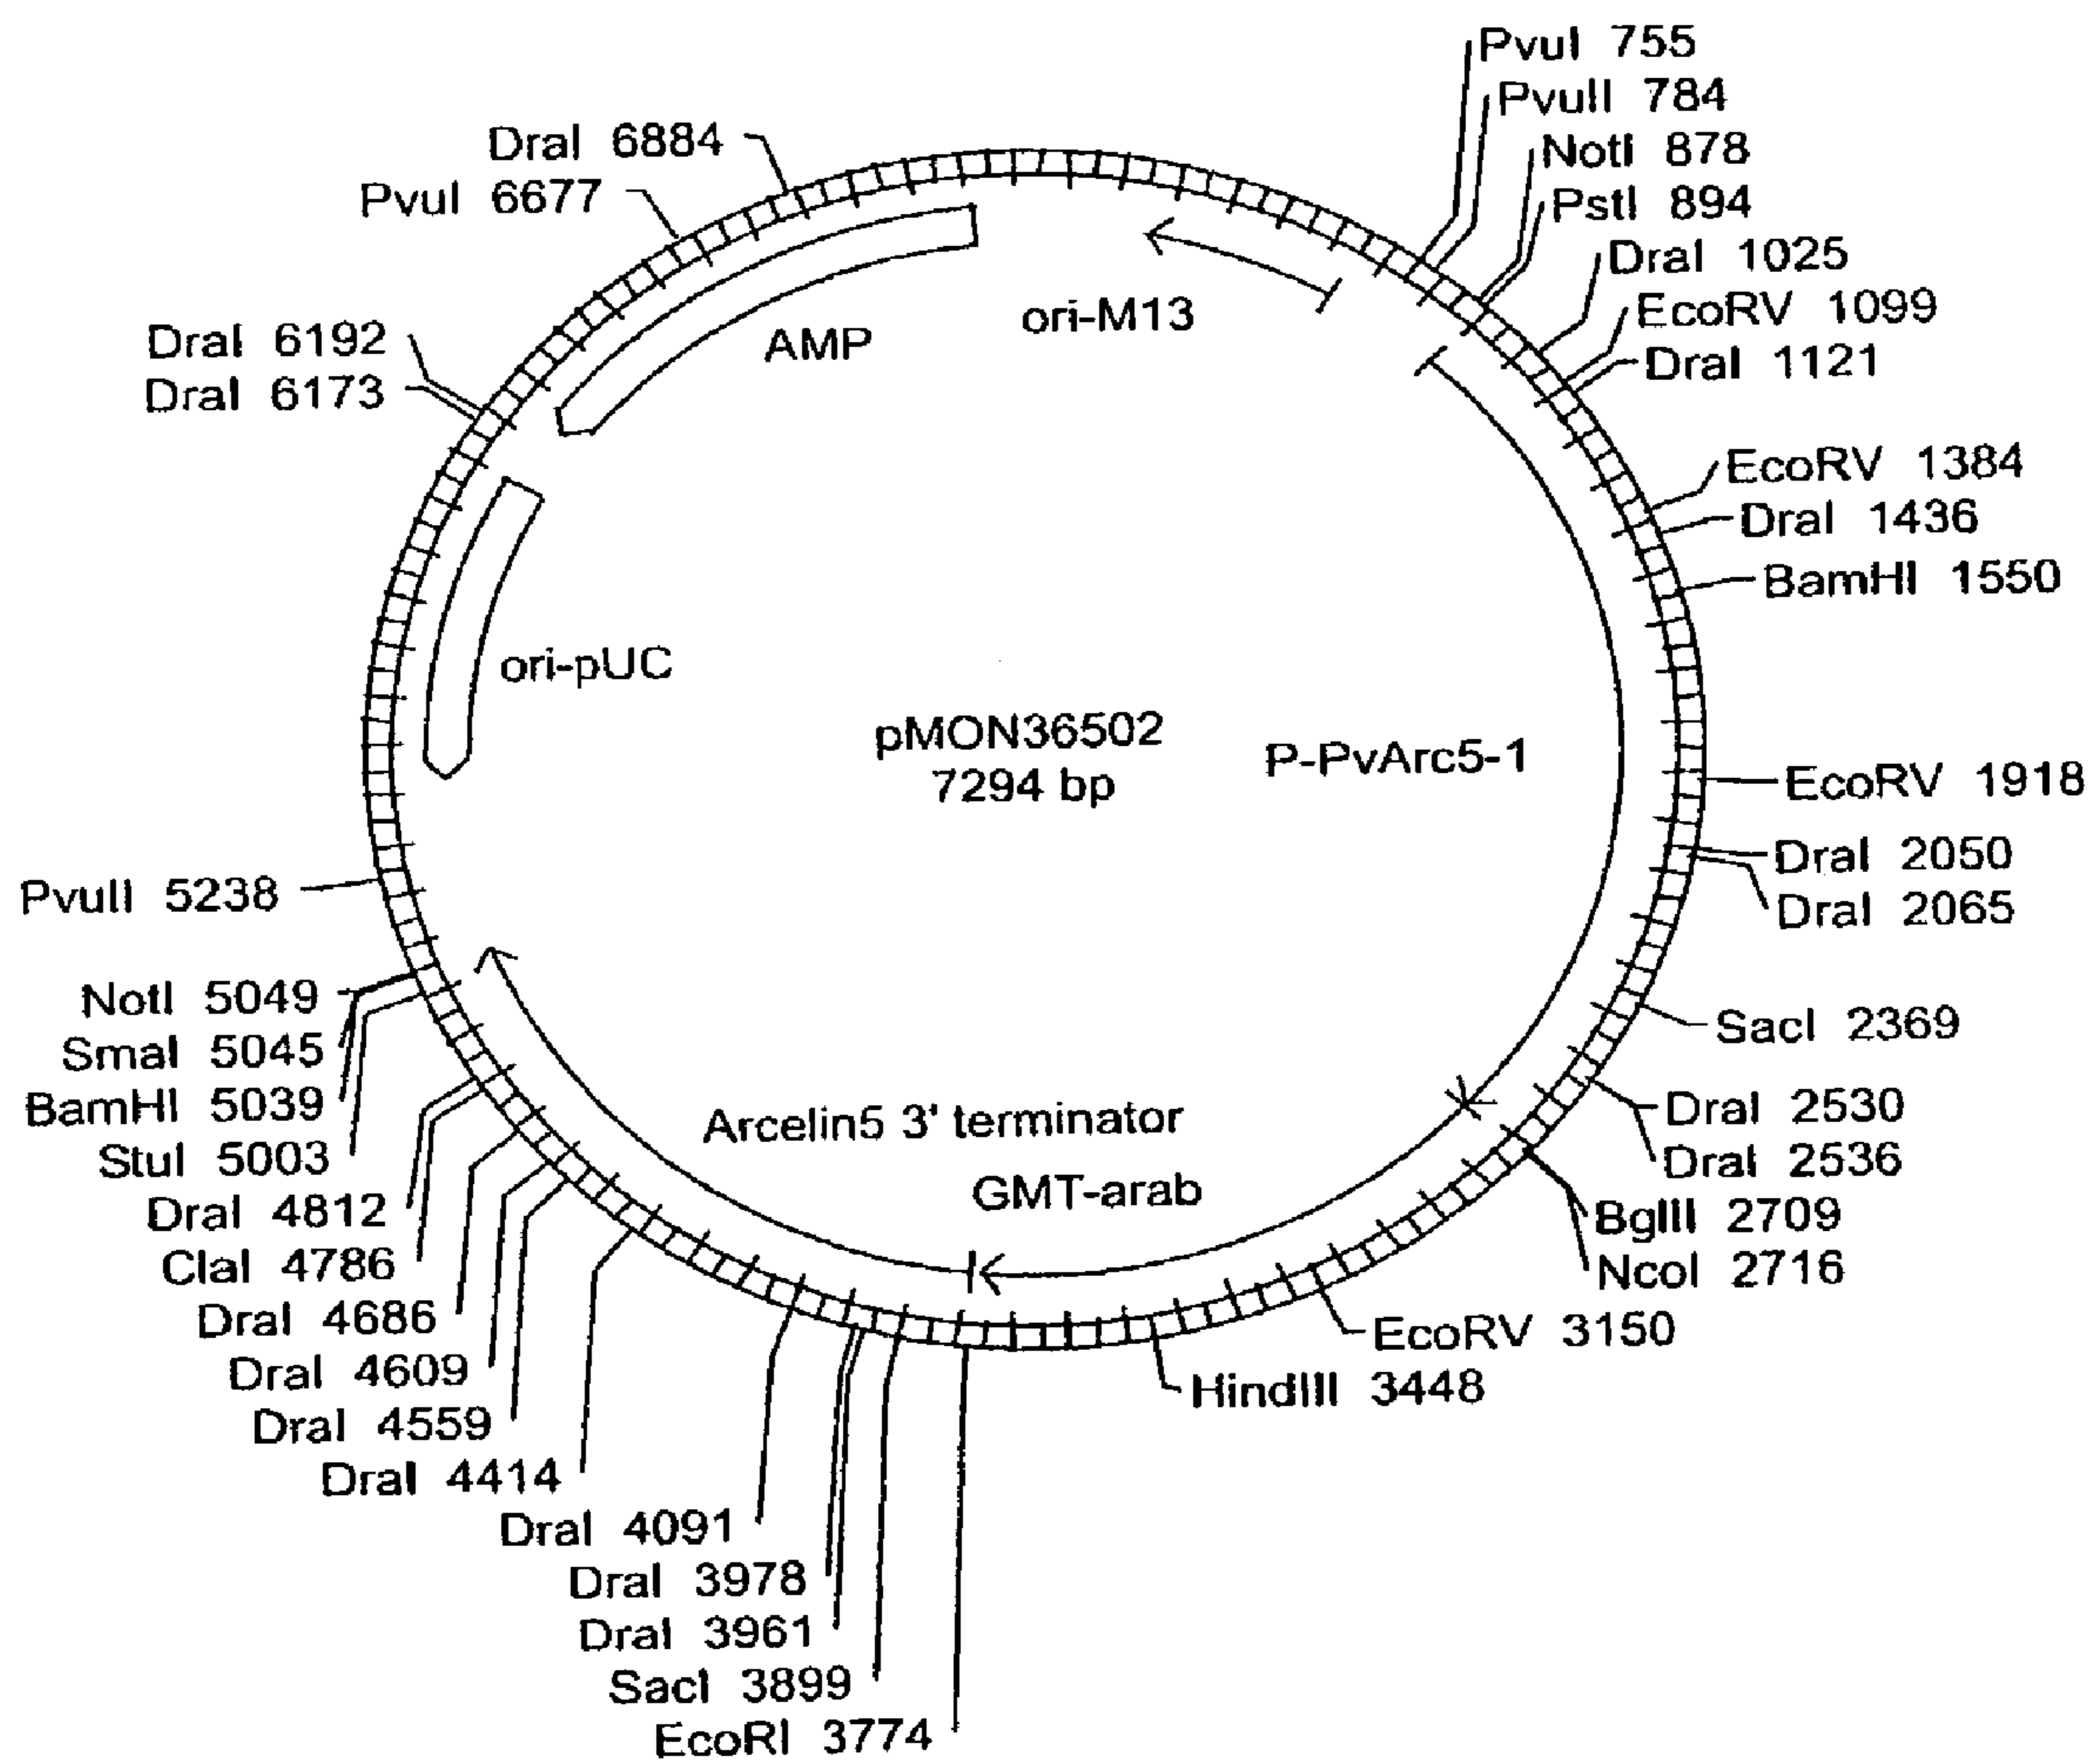 PvuI 755
PvuII 784
NotI 878
PstI 894
DraI 1025
EcoRV 1099
DraI 1121
EcoRV 1384
DraI 1436
BamHI 1550
EcoRV 1918
DraI 2050
DraI 2065
SacI 2369
DraI 2530
DraI 2536
BglII 2709
NcoI 2716
EcoRV 3150
HindIII 3448
EcoRI 3774
SacI 3899
DraI 3961
DraI 3978
DraI 4091
DraI 4414
DraI 4559
DraI 4609
DraI 4686
ClaI 4786
DraI 4812
StuI 5003
BamHI 5039
SmaI 5045
NotI 5049
PvuII 5238
DraI 6173
DraI 6192
PvuI 6677
DraI 6884
ori-M13
AMP
ori-pUC
pMON36502
7294 bp
P-PvArc5-1
Arcelin5 3' terminator
GMT-arab